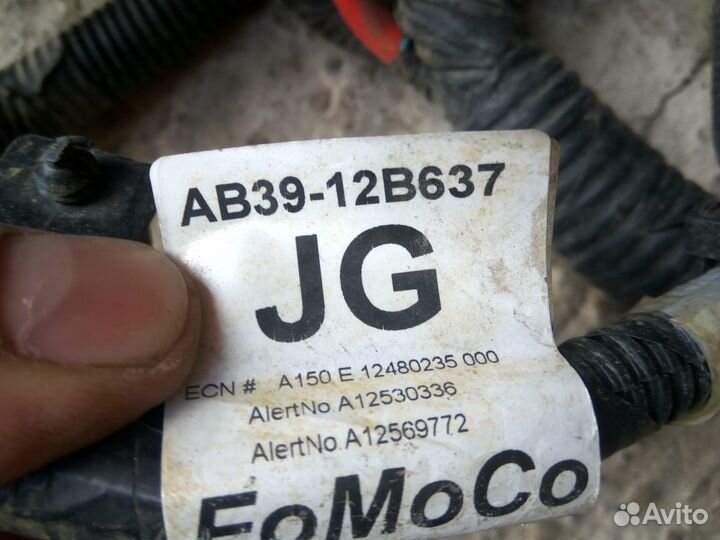 AB39-12B637
JG
ECN # A150 E 12480235 000
AlertNo.A12530336
AlertNo.A12569772
FoMoCo
Avito